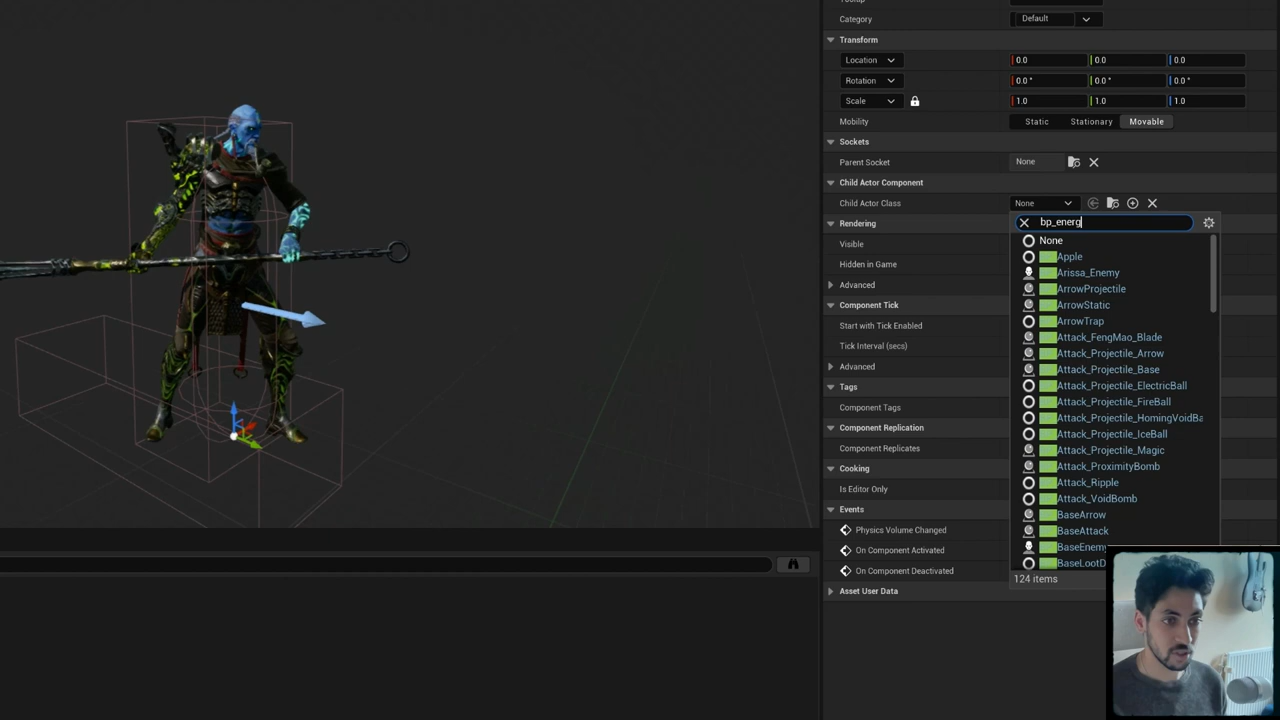 Category Default
Transform
Location 0.0 0.0 0.0
Rotation 0.0° 0.0° 0.0°
Scale 1.0 1.0 1.0
Mobility Static Stationary Movable
Sockets
Parent Socket None
Child Actor Component
Child Actor Class None
bp_energ
Rendering
Visible
Hidden in Game
Advanced
Component Tick
Start with Tick Enabled
Tick Interval (secs)
Advanced
Tags
Component Tags
Component Replication
Component Replicates
Cooking
Is Editor Only
Events
Physics Volume Changed
On Component Activated
On Component Deactivated
Asset User Data
None
Apple
Arissa_Enemy
ArrowProjectile
ArrowStatic
ArrowTrap
Attack_FengMao_Blade
Attack_Projectile_Arrow
Attack_Projectile_Base
Attack_Projectile_ElectricBall
Attack_Projectile_FireBall
Attack_Projectile_HomingVoidBa
Attack_Projectile_IceBall
Attack_Projectile_Magic
Attack_ProximityBomb
Attack_Ripple
Attack_VoidBomb
BaseArrow
BaseAttack
BaseEnemy
BaseLootD
124 items